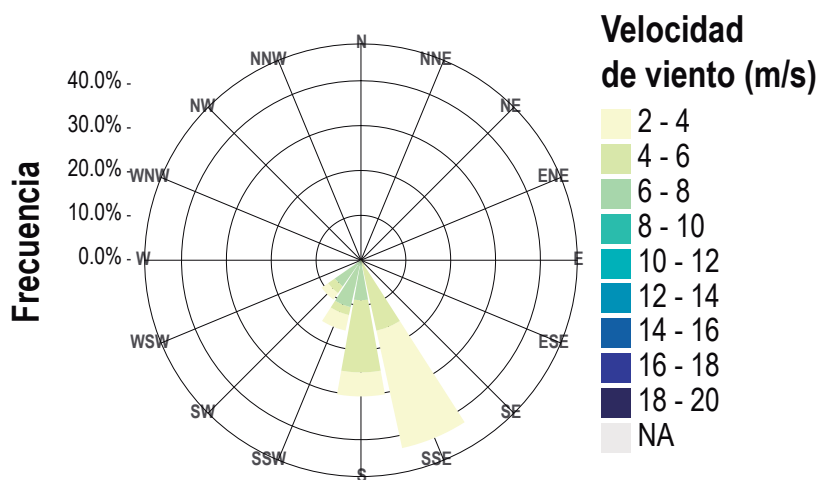 Velocidad
de viento (m/s)
2 - 4
4 - 6
6 - 8
8 - 10
10 - 12
12 - 14
14 - 16
16 - 18
18 - 20
NA
Frecuencia
40.0% -
30.0% -
20.0% -
10.0% -
0.0% -
N
NNE
NE
ENE
E
ESE
SE
SSE
S
SSW
SW
WSW
W
WNW
NW
NNW